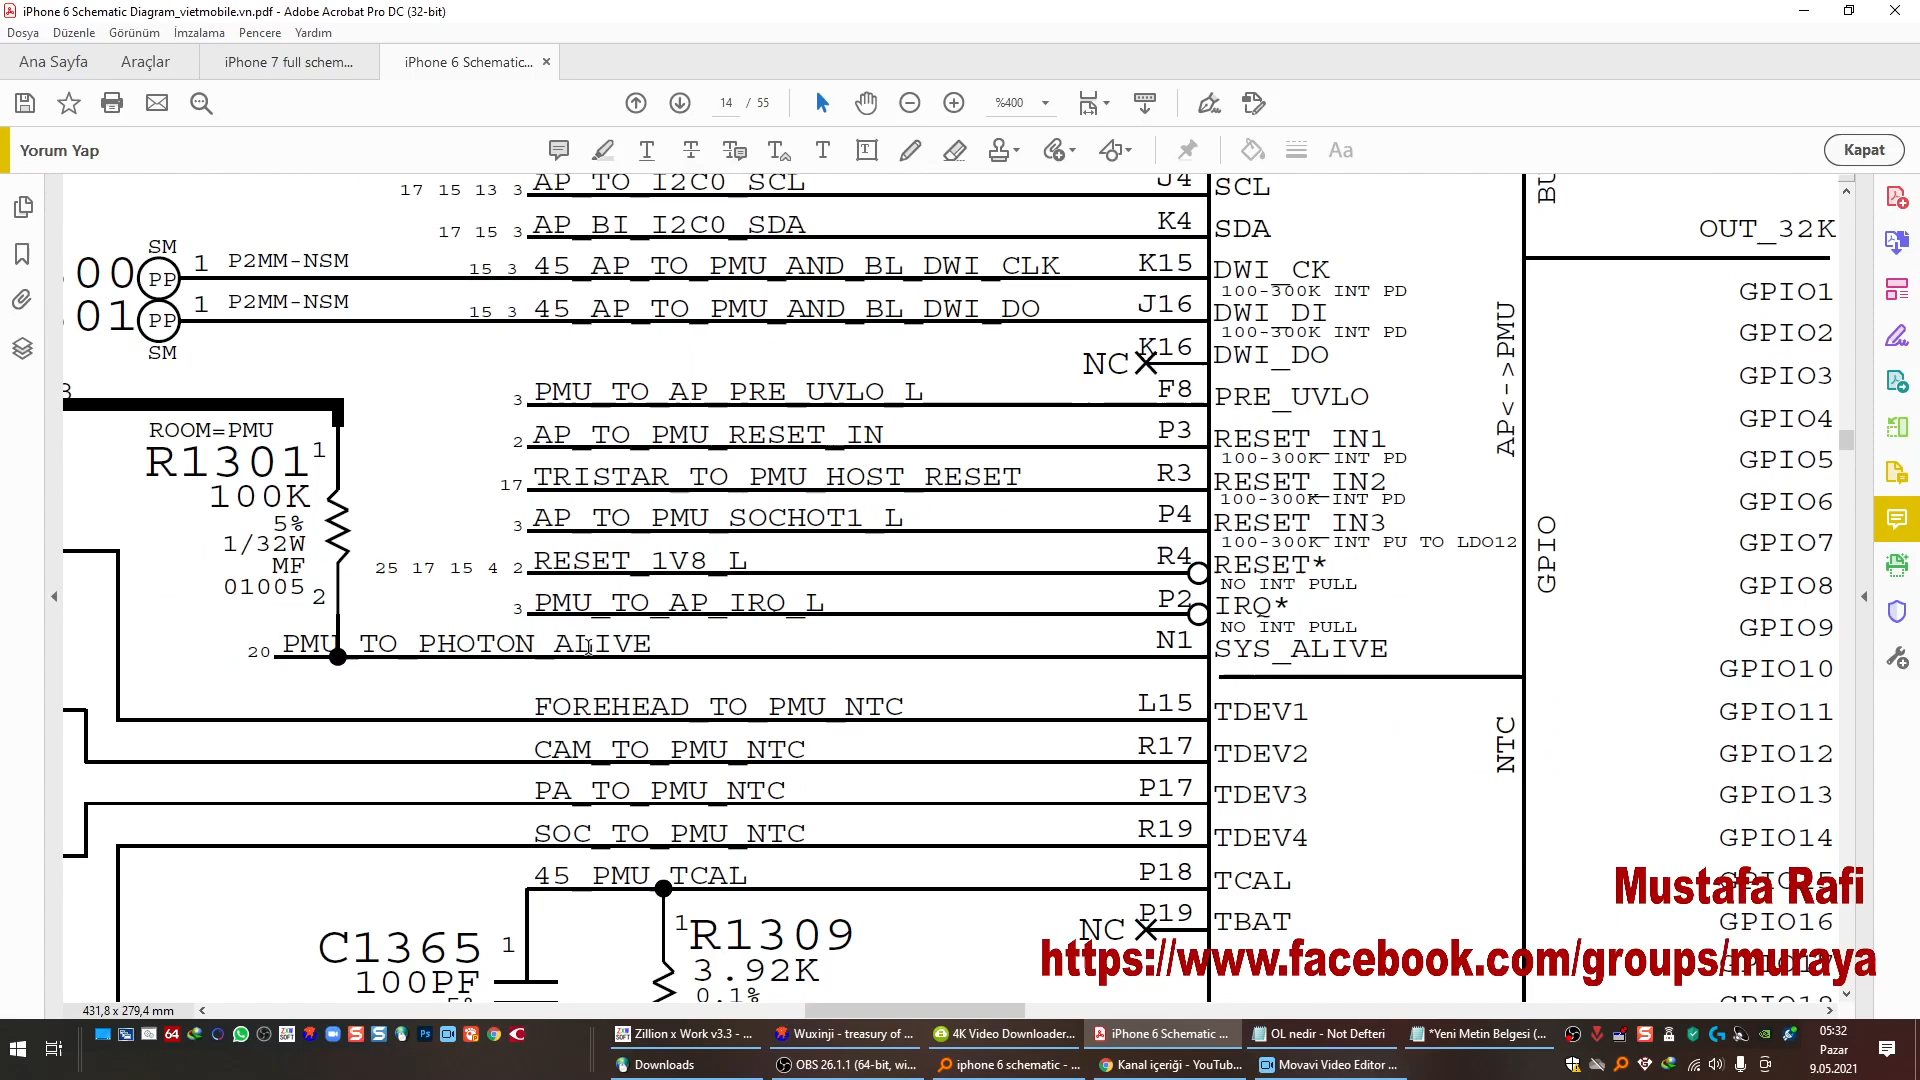 iPhone 6 Schematic Diagram_vietmobile.vn.pdf - Adobe Acrobat Pro DC (32-bit)
Dosya Düzenle Görünüm İmzalama Pencere Yardım
Ana Sayfa Araçlar iPhone 7 full schem... iPhone 6 Schematic... ×
14 / 55 %400
Yorum Yap Kapat
17 15 13 3 AP_TO_I2C0_SCL J4 SCL
17 15 3 AP_BI_I2C0_SDA K4 SDA
SM
00 PP 1 P2MM-NSM 15 3 45_AP_TO_PMU_AND_BL_DWI_CLK K15 DWI_CK
100-300K INT PD
01 PP 1 P2MM-NSM 15 3 45_AP_TO_PMU_AND_BL_DWI_DO J16 DWI_DI
100-300K INT PD
SM
NC K16 DWI_DO
3 PMU_TO_AP_PRE_UVLO_L F8 PRE_UVLO
2 AP_TO_PMU_RESET_IN P3 RESET_IN1
100-300K INT PD
17 TRISTAR_TO_PMU_HOST_RESET R3 RESET_IN2
100-300K INT PD
3 AP_TO_PMU_SOCHOT1_L P4 RESET_IN3
100-300K INT PU TO LDO12
25 17 15 4 2 RESET_1V8_L R4 RESET*
NO INT PULL
3 PMU_TO_AP_IRQ_L P2 IRQ*
NO INT PULL
20 PMU_TO_PHOTON_ALIVE N1 SYS_ALIVE
ROOM=PMU
R1301 1
100K
5%
1/32W
MF
01005 2
FOREHEAD_TO_PMU_NTC L15 TDEV1
CAM_TO_PMU_NTC R17 TDEV2
PA_TO_PMU_NTC P17 TDEV3
SOC_TO_PMU_NTC R19 TDEV4
45_PMU_TCAL P18 TCAL
NC P19 TBAT
C1365 1
100PF
5%
1 R1309
3.92K
0.1%
BU
AP<->PMU
NTC
GPIO
OUT_32K
GPIO1
GPIO2
GPIO3
GPIO4
GPIO5
GPIO6
GPIO7
GPIO8
GPIO9
GPIO10
GPIO11
GPIO12
GPIO13
GPIO14
GPIO15
GPIO16
GPIO17
GPIO18
Mustafa Rafi
https://www.facebook.com/groups/muraya
431,8 x 279,4 mm
Zillion x Work v3.3 - Wuxinji - treasury of ... 4K Video Downloader... iPhone 6 Schematic ... OL nedir - Not Defteri *Yeni Metin Belgesi (...
Downloads OBS 26.1.1 (64-bit, wi... iphone 6 schematic - ... Kanal içeriği - YouTub... Movavi Video Editor ...
05:32
Pazar
9.05.2021